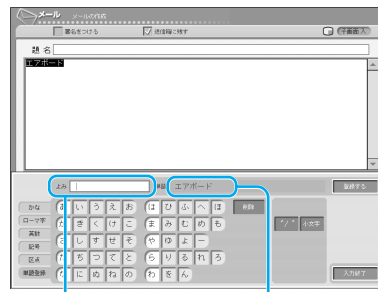 メール メールの作成
署名をつける 送信箱に残す 子画面入
題 名
エアボード
よみ 単語 エアボード 登録する
かな あ い う え お は ひ ふ へ ほ 削除
ローマ字 か き く け こ ま み む め も ゛/゜ 小文字
英数 さ し す せ そ や ゆ よ ー
記号 た ち つ て と ら り る れ ろ
区点 な に ぬ ね の わ を ん
単語登録 入力終了